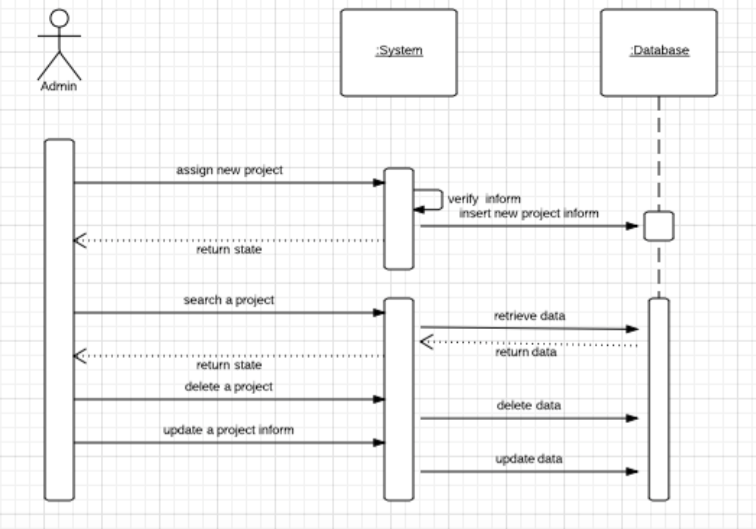 Admin
:System
:Database
assign new project
verify inform
insert new project inform
return state
search a project
retrieve data
return data
return state
delete a project
delete data
update a project inform
update data